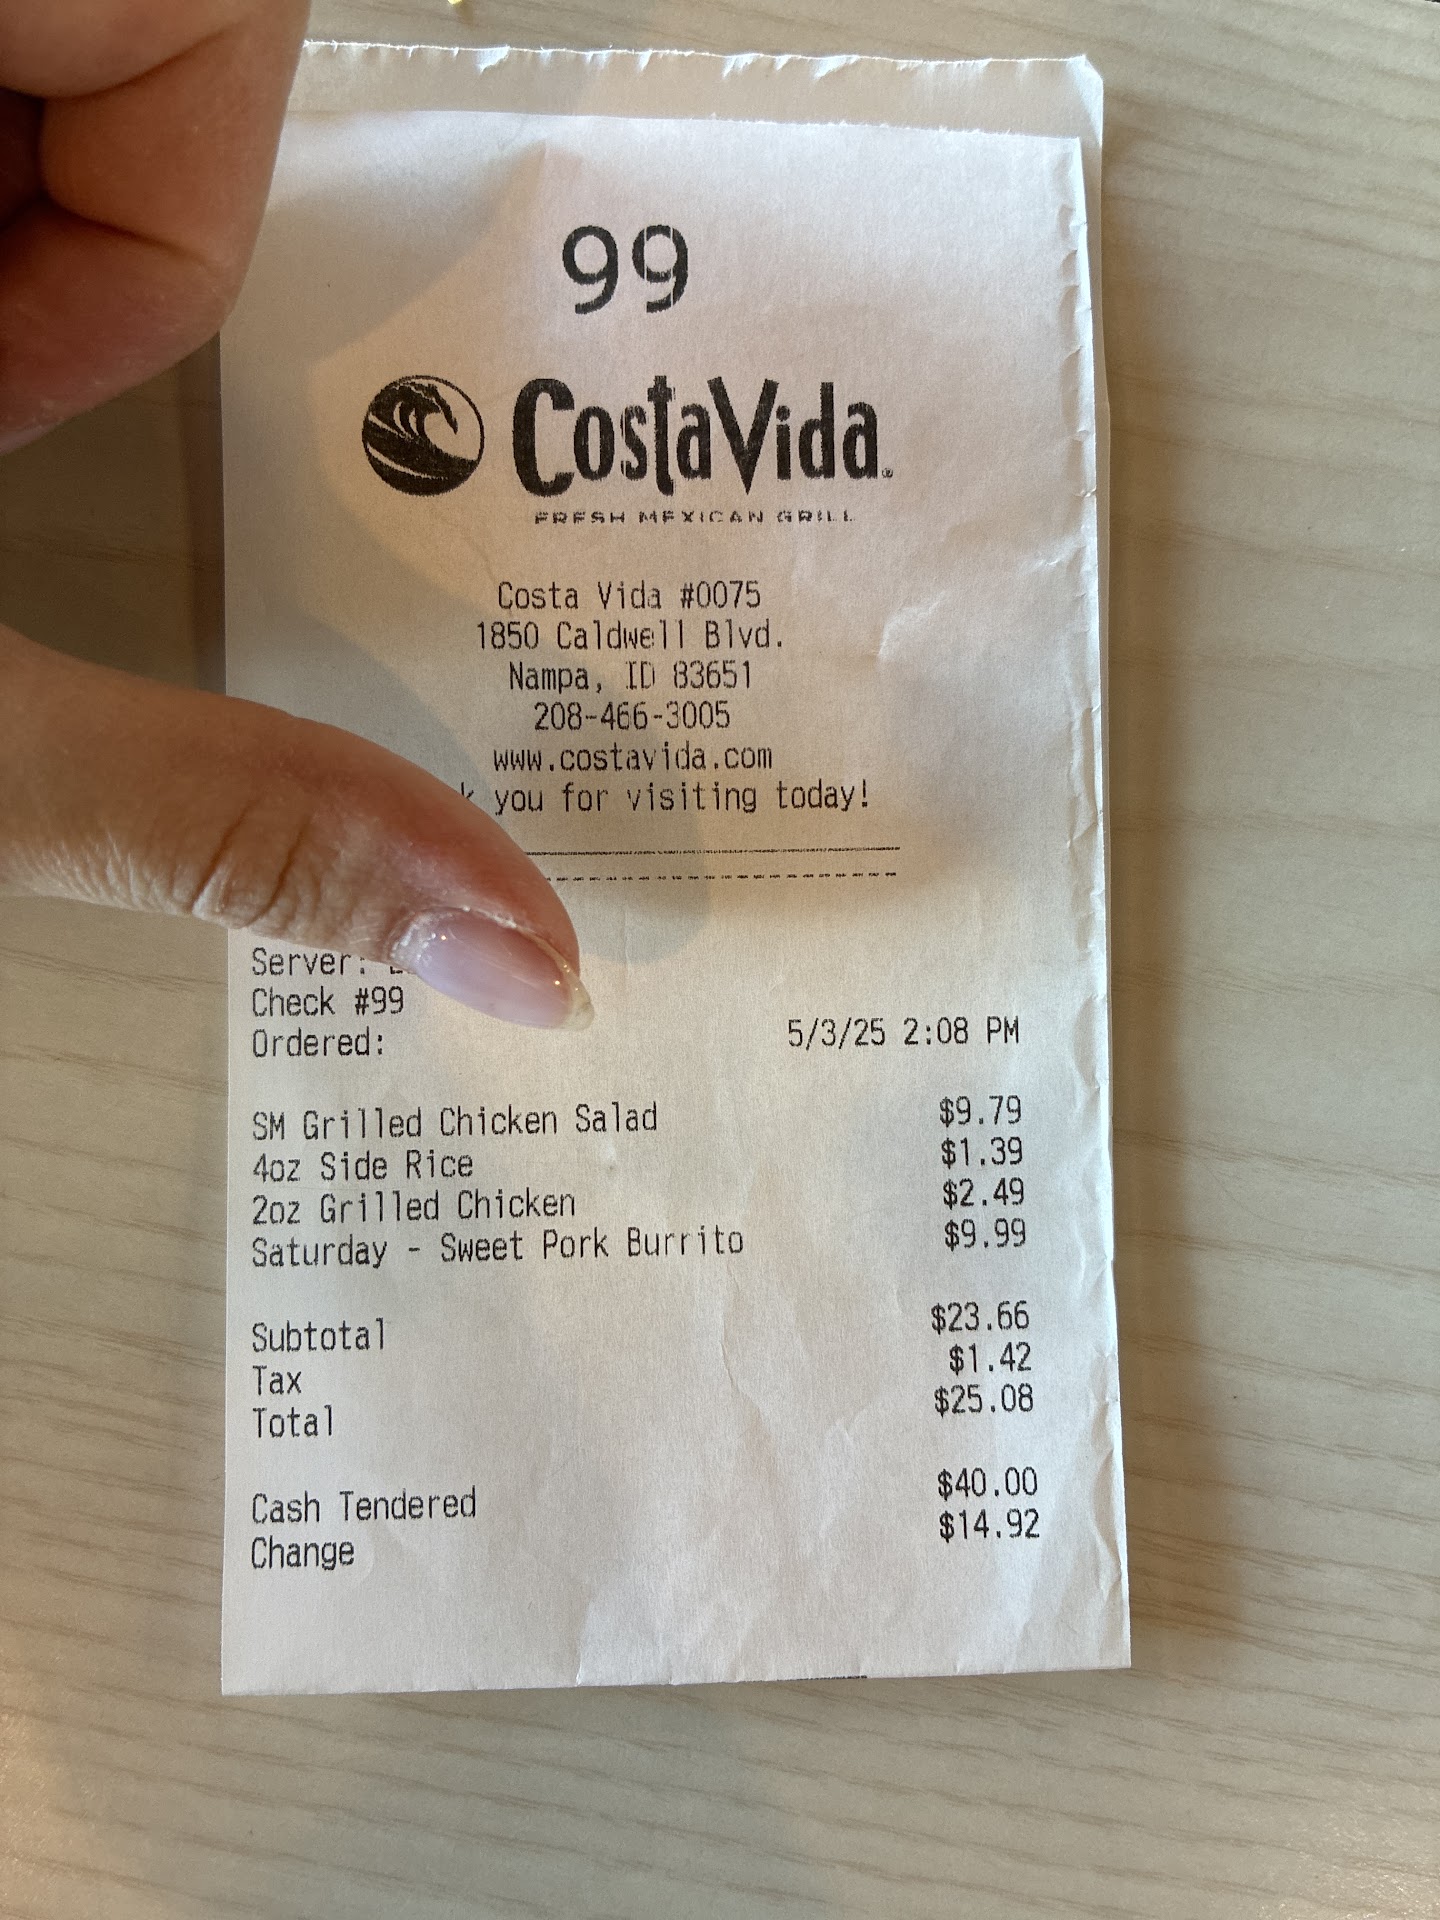 99
CostaVida
FRESH MEXICAN GRILL
Costa Vida #0075
1850 Caldwell Blvd.
Nampa, ID 83651
208-466-3005
www.costavida.com
you for visiting today!
Server:
Check #99
Ordered: 5/3/25 2:08 PM
SM Grilled Chicken Salad $9.79
4oz Side Rice $1.39
2oz Grilled Chicken $2.49
Saturday - Sweet Pork Burrito $9.99
Subtotal $23.66
Tax $1.42
Total $25.08
Cash Tendered $40.00
Change $14.92